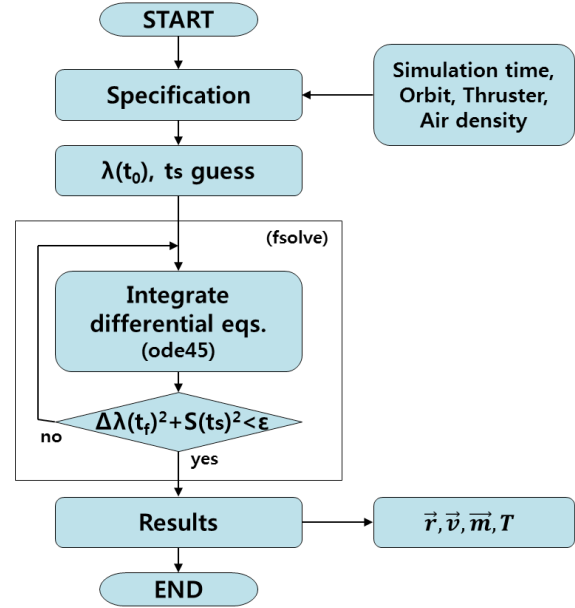 START
Specification
Simulation time,
Orbit, Thruster,
Air density
λ(t₀), ts guess
(fsolve)
Integrate
differential eqs.
(ode45)
Δλ(t_f)²+S(ts)²<ε
no
yes
Results
r⃗, v⃗, m⃗, T
END